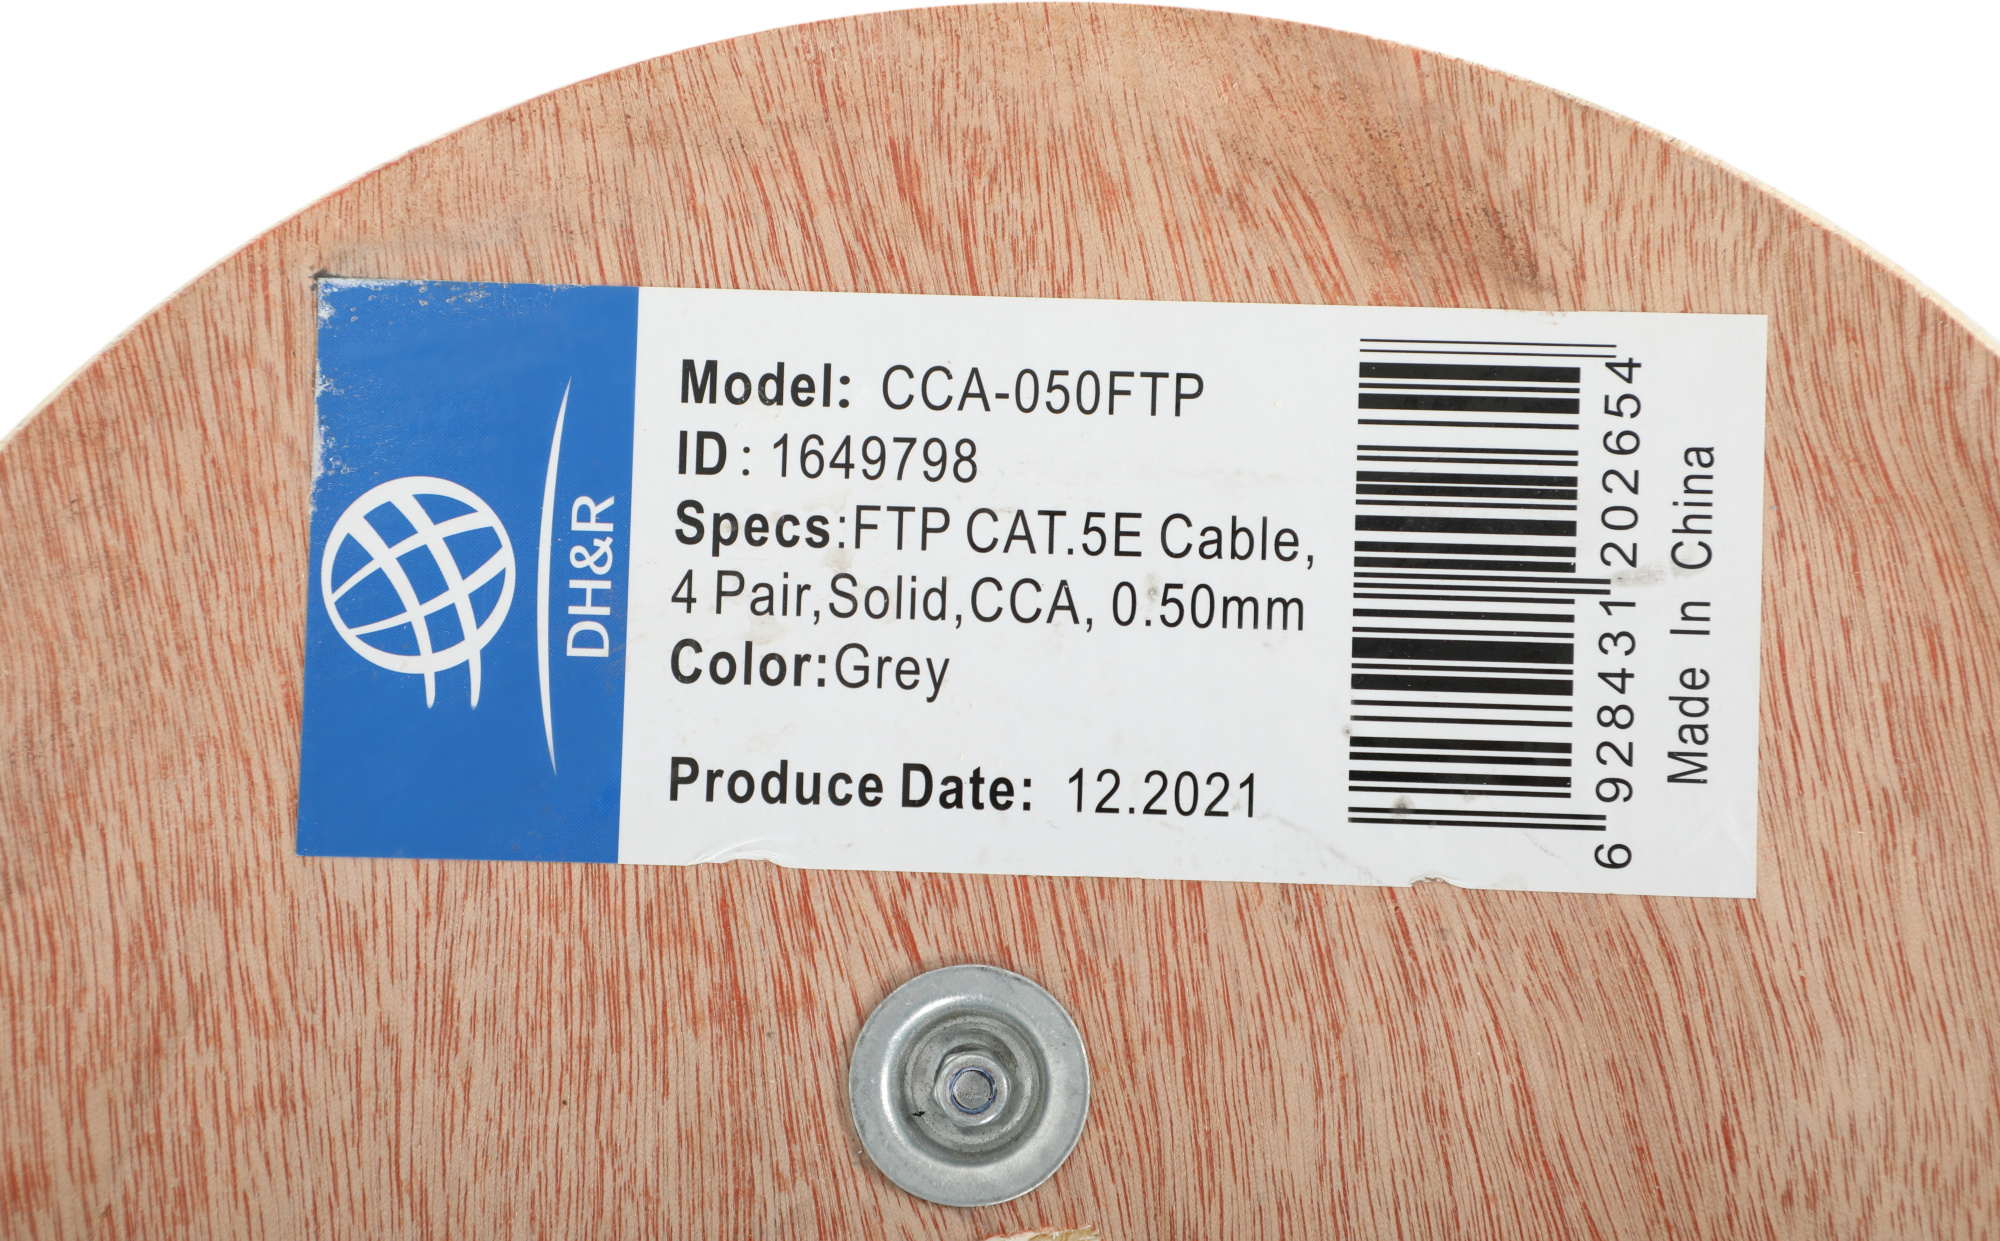 DH&R
Model: CCA-050FTP
ID: 1649798
Specs:FTP CAT.5E Cable,
4 Pair,Solid,CCA, 0.50mm
Color:Grey
Produce Date: 12.2021
6 928431 202654
Made In China